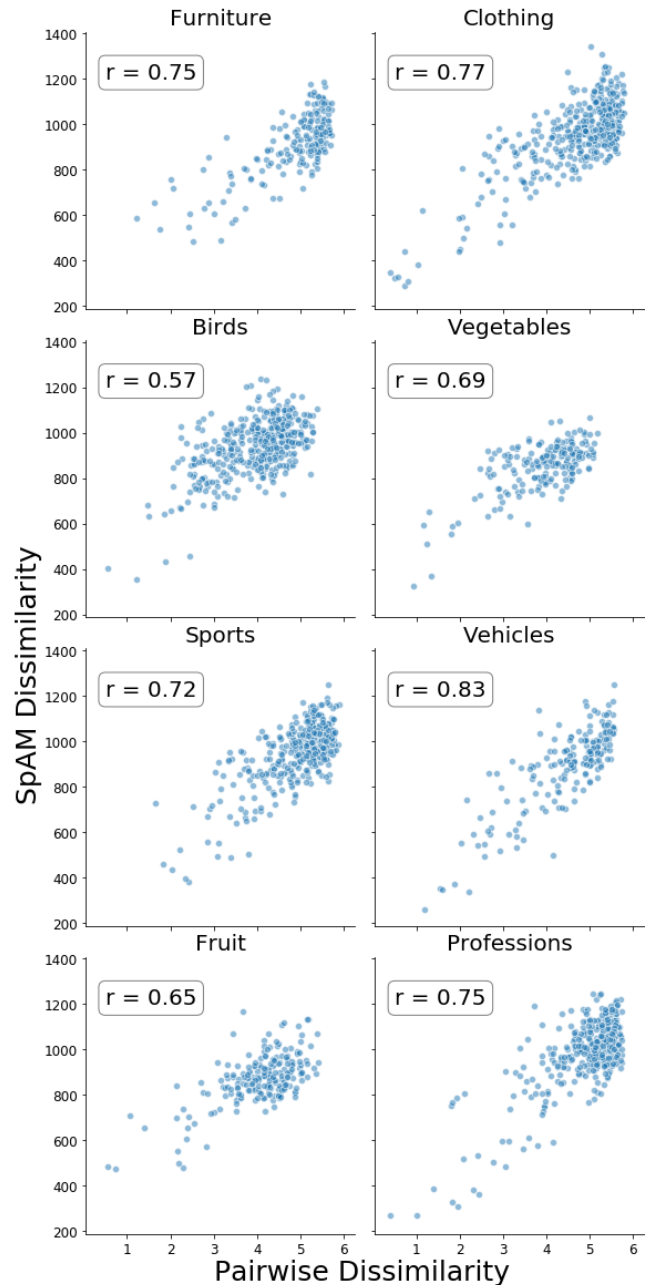 Furniture
Clothing
1400
1200
1000
800
600
400
200
r = 0.75
r = 0.77
Birds
Vegetables
1400
1200
1000
800
600
400
200
r = 0.57
r = 0.69
SpAM Dissimilarity
Sports
Vehicles
1400
1200
1000
800
600
400
200
r = 0.72
r = 0.83
Fruit
Professions
1400
1200
1000
800
600
400
200
r = 0.65
r = 0.75
1 2 3 4 5 6
1 2 3 4 5 6
Pairwise Dissimilarity